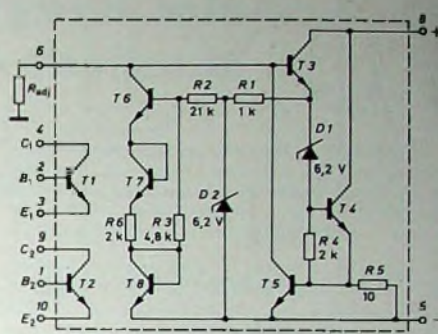 8 +
6
T3
R2
R1
T6
Radj
21 k
1 k
4
C1
D1
2
B1
T1
T7
6,2 V
D2
T4
3
E1
R6
2 k
R3
4,8 k
6,2 V
9
C2
R4
2 k
R5
1
B2
T2
T8
T5
10
10
E2
5 -